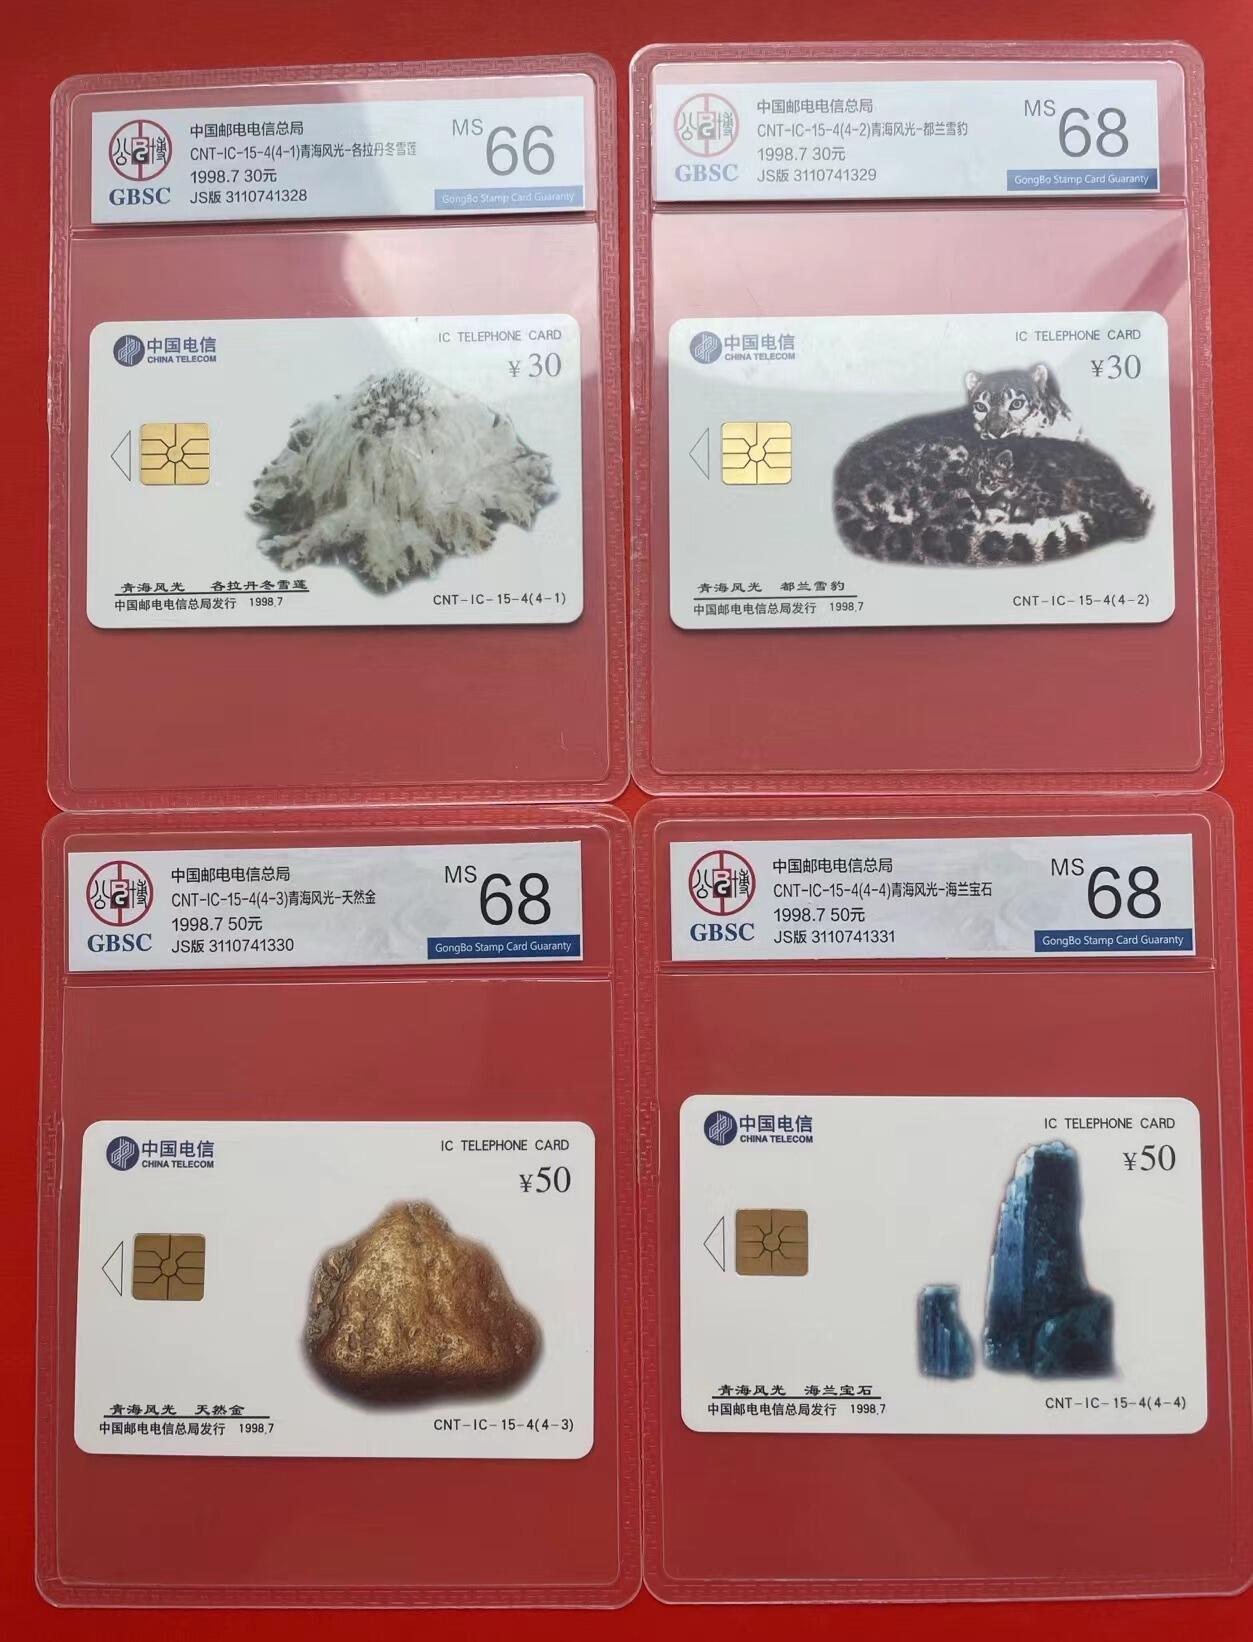 中国邮电电信总局
CNT-IC-15-4(4-1)青海风光-各拉丹冬雪莲
1998.7 30元
JS版 3110741328
MS 66
GBSC
GongBo Stamp Card Guaranty
中国电信
CHINA TELECOM
IC TELEPHONE CARD
¥30
青海风光 各拉丹冬雪莲
中国邮电电信总局发行 1998.7
CNT-IC-15-4(4-1)
中国邮电电信总局
CNT-IC-15-4(4-2)青海风光-都兰雪豹
1998.7 30元
JS版 3110741329
MS 68
GBSC
GongBo Stamp Card Guaranty
中国电信
CHINA TELECOM
IC TELEPHONE CARD
¥30
青海风光 都兰雪豹
中国邮电电信总局发行 1998.7
CNT-IC-15-4(4-2)
中国邮电电信总局
CNT-IC-15-4(4-3)青海风光-天然金
1998.7 50元
JS版 3110741330
MS 68
GBSC
GongBo Stamp Card Guaranty
中国电信
CHINA TELECOM
IC TELEPHONE CARD
¥50
青海风光 天然金
中国邮电电信总局发行 1998.7
CNT-IC-15-4(4-3)
中国邮电电信总局
CNT-IC-15-4(4-4)青海风光-海兰宝石
1998.7 50元
JS版 3110741331
MS 68
GBSC
GongBo Stamp Card Guaranty
中国电信
CHINA TELECOM
IC TELEPHONE CARD
¥50
青海风光 海兰宝石
中国邮电电信总局发行 1998.7
CNT-IC-15-4(4-4)